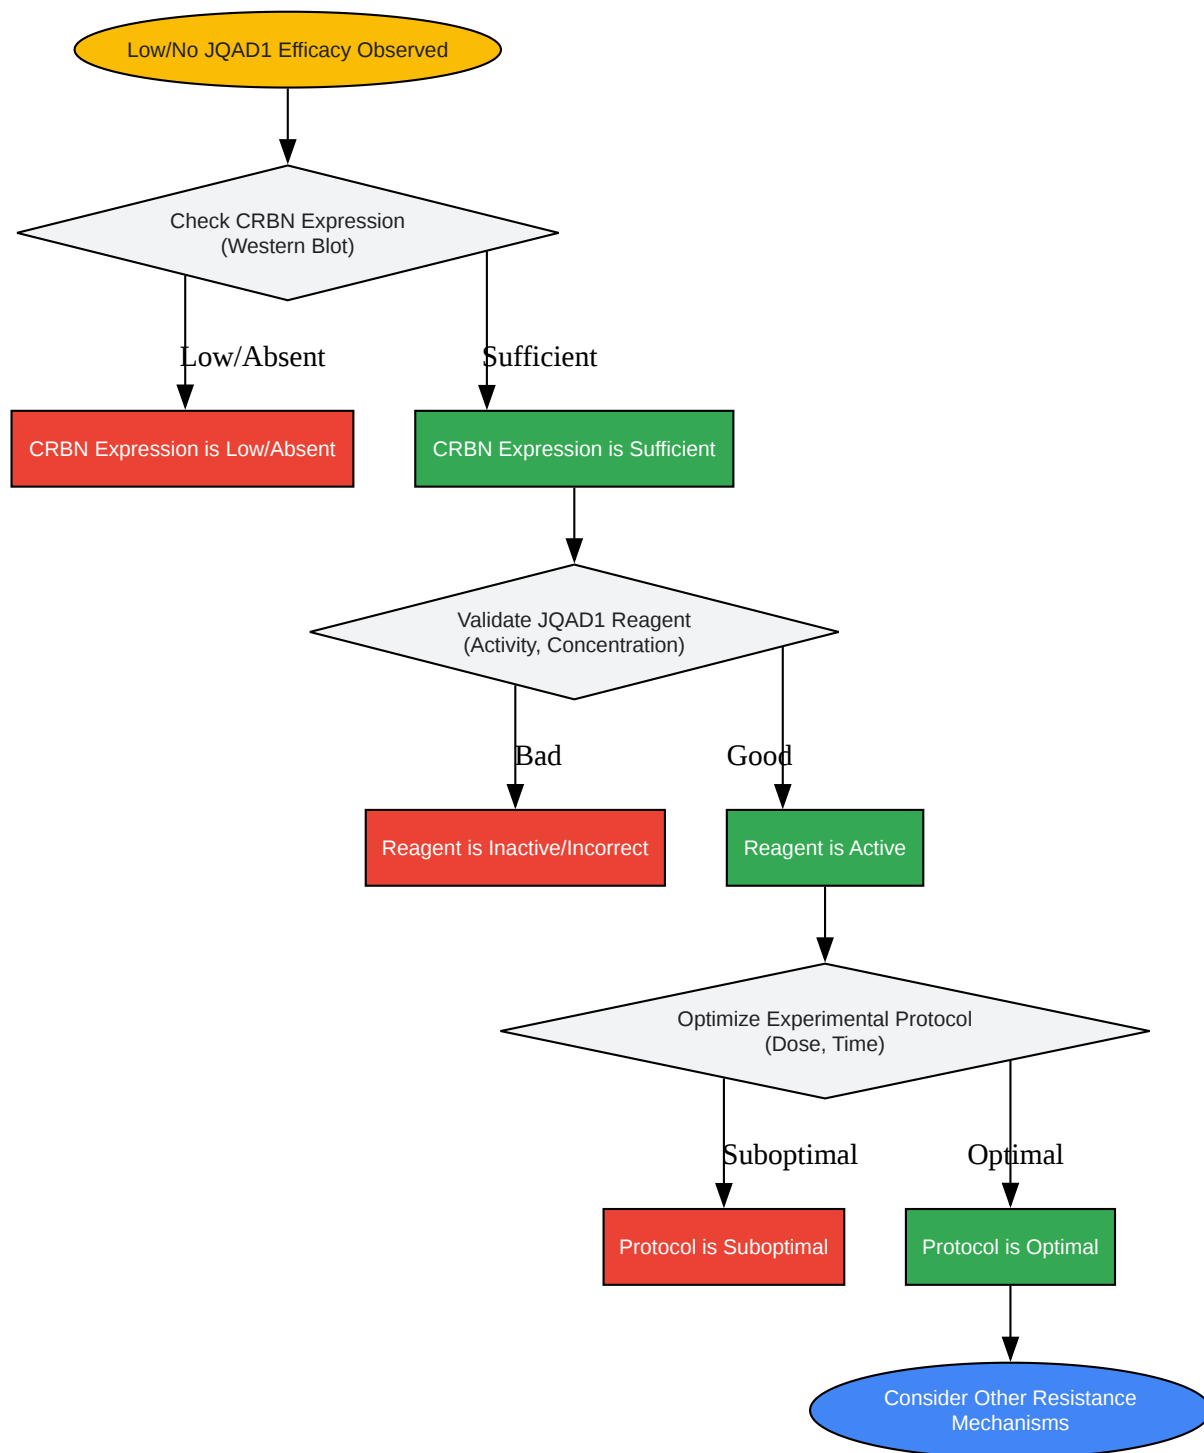 Low/No JQAD1 Efficacy Observed
Check CRBN Expression
(Western Blot)
Low/Absent
Sufficient
CRBN Expression is Low/Absent
CRBN Expression is Sufficient
Validate JQAD1 Reagent
(Activity, Concentration)
Bad
Good
Reagent is Inactive/Incorrect
Reagent is Active
Optimize Experimental Protocol
(Dose, Time)
Suboptimal
Optimal
Protocol is Suboptimal
Protocol is Optimal
Consider Other Resistance
Mechanisms